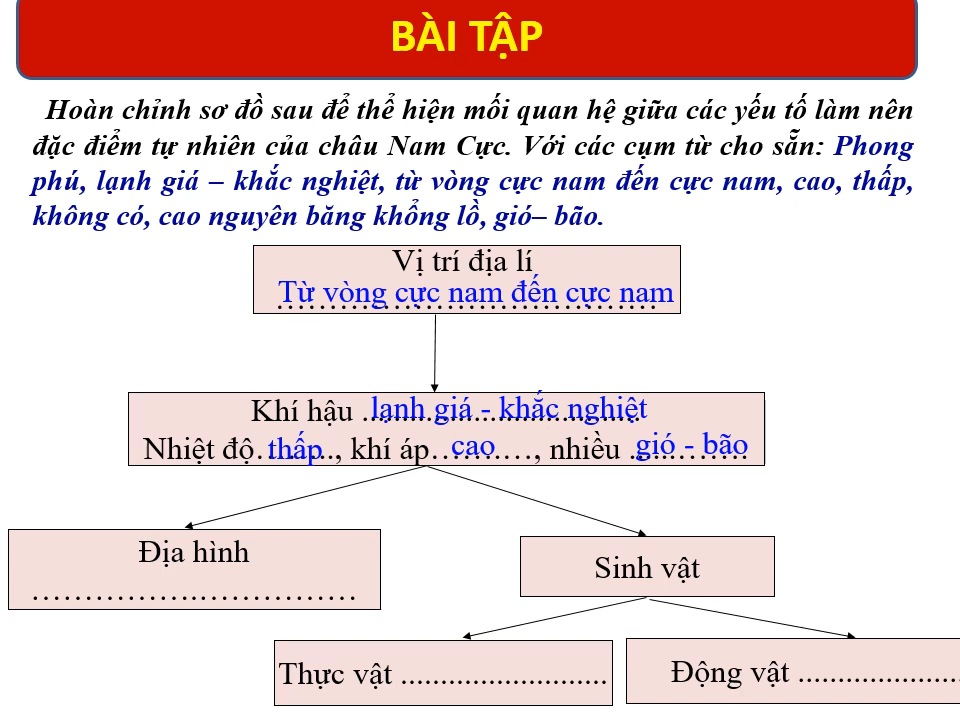 BÀI TẬP
Hoàn chỉnh sơ đồ sau để thể hiện mối quan hệ giữa các yếu tố làm nên
đặc điểm tự nhiên của châu Nam Cực. Với các cụm từ cho sẵn: Phong
phú, lạnh giá – khắc nghiệt, từ vòng cực nam đến cực nam, cao, thấp,
không có, cao nguyên băng khổng lồ, gió– bão.
Vị trí địa lí
Từ vòng cực nam đến cực nam
Khí hậu lạnh giá - khắc nghiệt
Nhiệt độ thấp, khí áp cao, nhiều gió - bão
Địa hình
…………….……………
Sinh vật
Thực vật ..........................
Động vật .....................